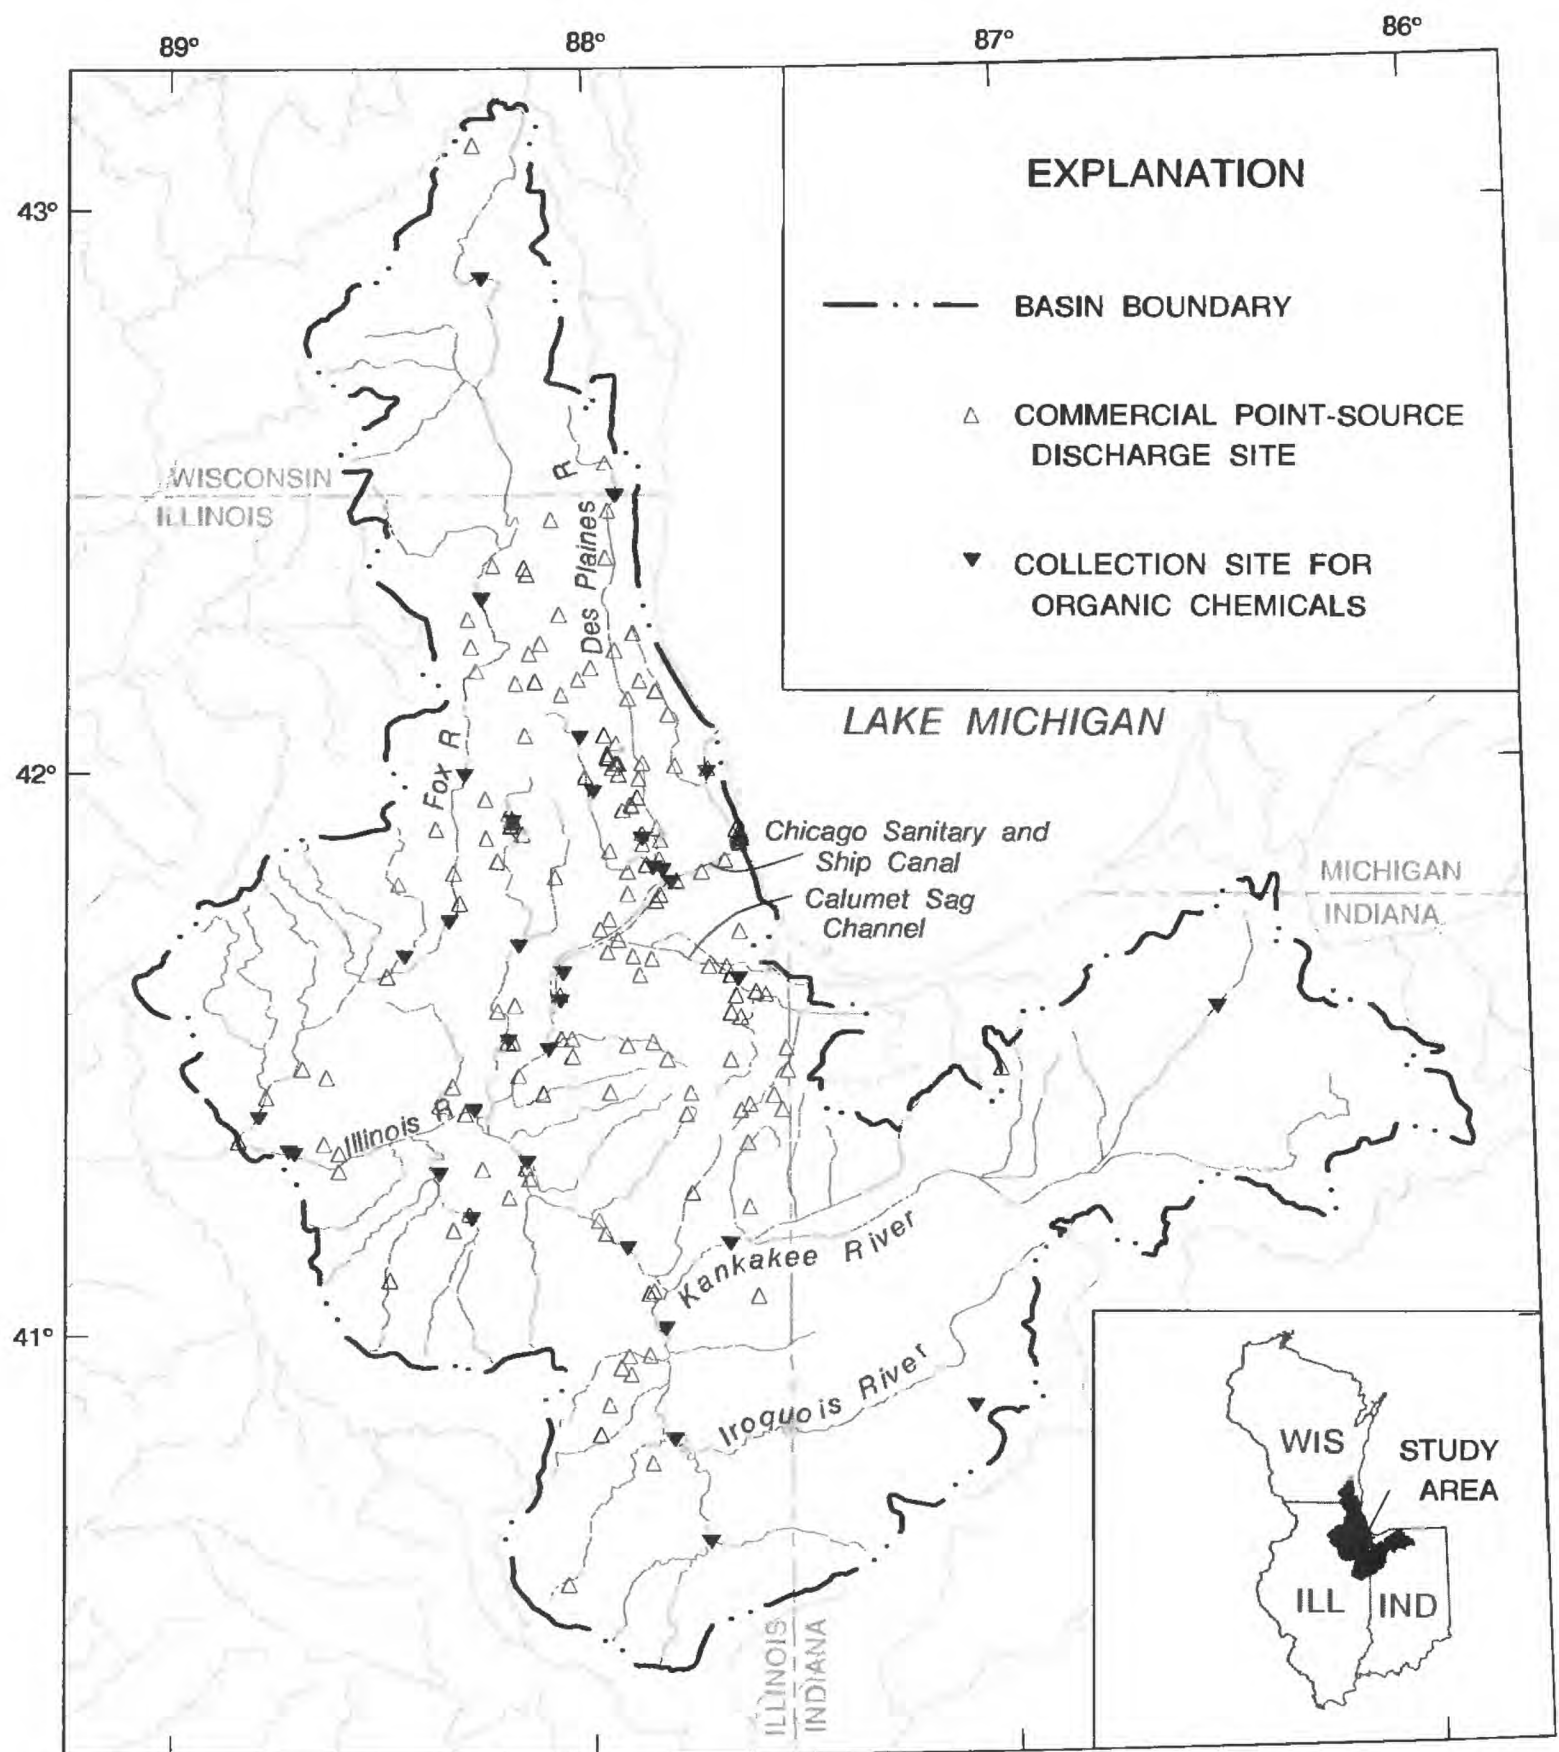 89°
88°
87°
86°
43°
42°
41°
EXPLANATION
BASIN BOUNDARY
COMMERCIAL POINT-SOURCE
DISCHARGE SITE
COLLECTION SITE FOR
ORGANIC CHEMICALS
WISCONSIN
ILLINOIS
Des Plaines R
LAKE MICHIGAN
Fox R
Chicago Sanitary and
Ship Canal
Calumet Sag
Channel
MICHIGAN
INDIANA
Illinois R
Kankakee River
Iroquois River
ILLINOIS
INDIANA
WIS
STUDY
AREA
ILL
IND